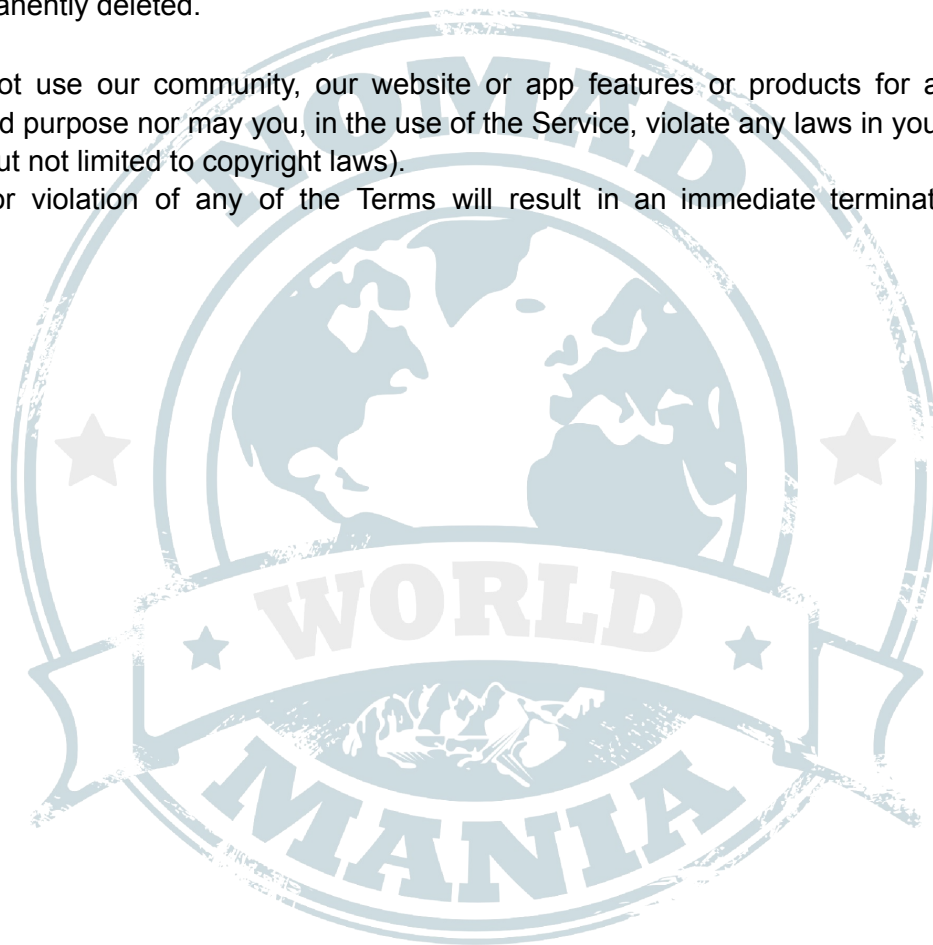 anently deleted.
ot use our community, our website or app features or products for a
d purpose nor may you, in the use of the Service, violate any laws in you
ut not limited to copyright laws).
or violation of any of the Terms will result in an immediate terminat
NOMAD
WORLD
MANIA